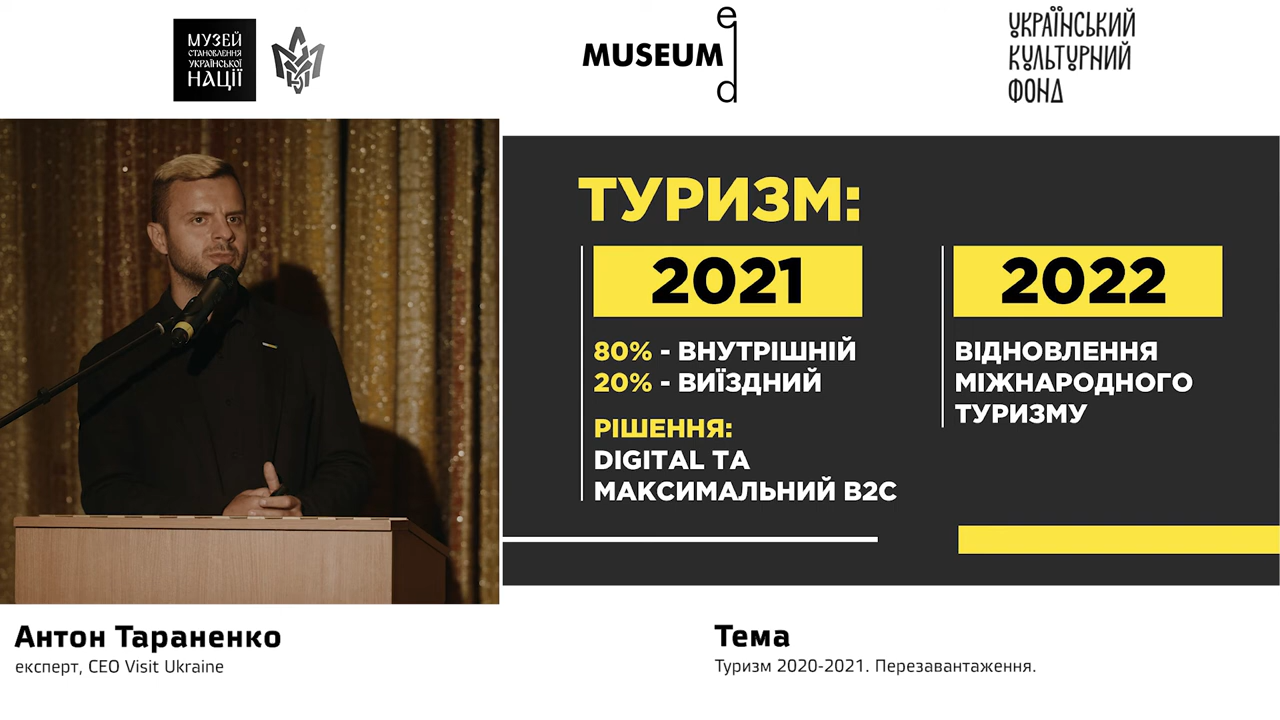 МУЗЕЙ
СТАНОВЛЕННЯ
УКРАЇНСЬКОЇ
НАЦІЇ
MUSEUM
ed
УКРАЇНСЬКИЙ
КУЛЬТУРНИЙ
ФОНД
ТУРИЗМ:
2021
80% - ВНУТРІШНІЙ
20% - ВИЇЗДНИЙ
РІШЕННЯ:
DIGITAL ТА
МАКСИМАЛЬНИЙ B2C
2022
ВІДНОВЛЕННЯ
МІЖНАРОДНОГО
ТУРИЗМУ
Антон Тараненко
експерт, CEO Visit Ukraine
Тема
Туризм 2020-2021. Перезавантаження.